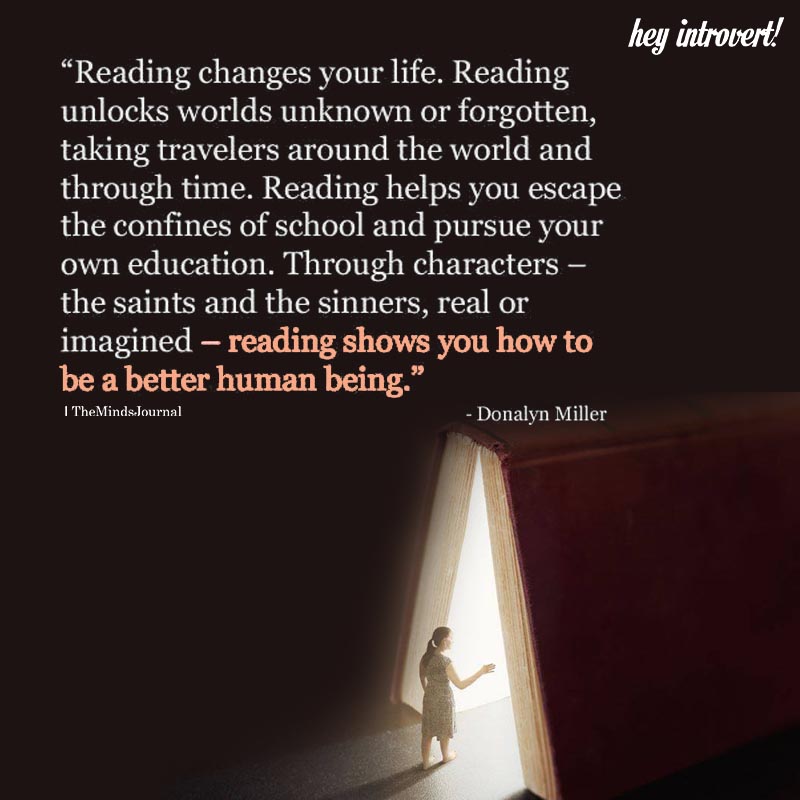 hey introvert!
“Reading changes your life. Reading
unlocks worlds unknown or forgotten,
taking travelers around the world and
through time. Reading helps you escape
the confines of school and pursue your
own education. Through characters –
the saints and the sinners, real or
imagined – reading shows you how to
be a better human being.”
| TheMindsJournal
- Donalyn Miller